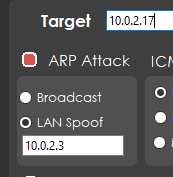 Target 10.0.2.17
ARP Attack ICM
Broadcast
LAN Spoof
10.0.2.3